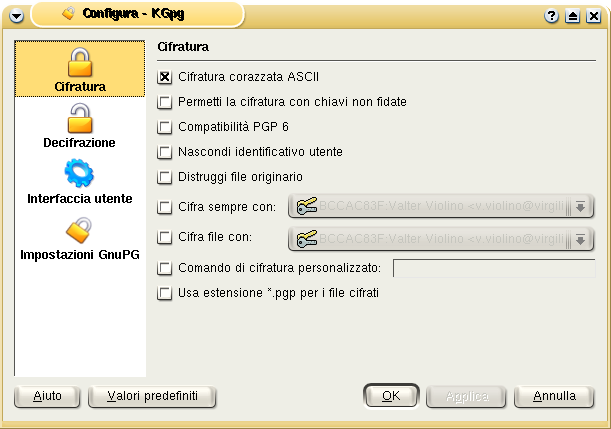 Configura - KGpg
Cifratura
Decifrazione
Interfaccia utente
Impostazioni GnuPG
Cifratura
Cifratura corazzata ASCII
Permetti la cifratura con chiavi non fidate
Compatibilità PGP 6
Nascondi identificativo utente
Distruggi file originario
Cifra sempre con: BCCAC83F:Valter Violino <v.violino@virgili
Cifra file con: BCCAC83F:Valter Violino <v.violino@virgili
Comando di cifratura personalizzato:
Usa estensione *.pgp per i file cifrati
Aiuto Valori predefiniti OK Applica Annulla